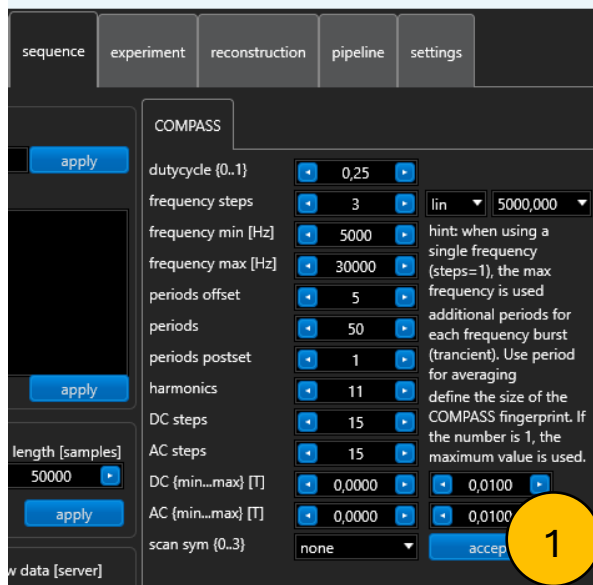 sequence experiment reconstruction pipeline settings
COMPASS
apply
dutycycle {0..1} 0,25
frequency steps 3 lin 5000,000
frequency min [Hz] 5000
frequency max [Hz] 30000
hint: when using a
single frequency
(steps=1), the max
frequency is used
periods offset 5
periods 50
periods postset 1
additional periods for
each frequency burst
(trancient). Use period
for averaging
apply
harmonics 11
DC steps 15
AC steps 15
define the size of the
COMPASS fingerprint. If
the number is 1, the
maximum value is used.
length [samples]
50000
apply
DC {min...max} [T] 0,0000 0,0100
AC {min...max} [T] 0,0000 0,0100
scan sym {0..3} none accep
1
w data [server]